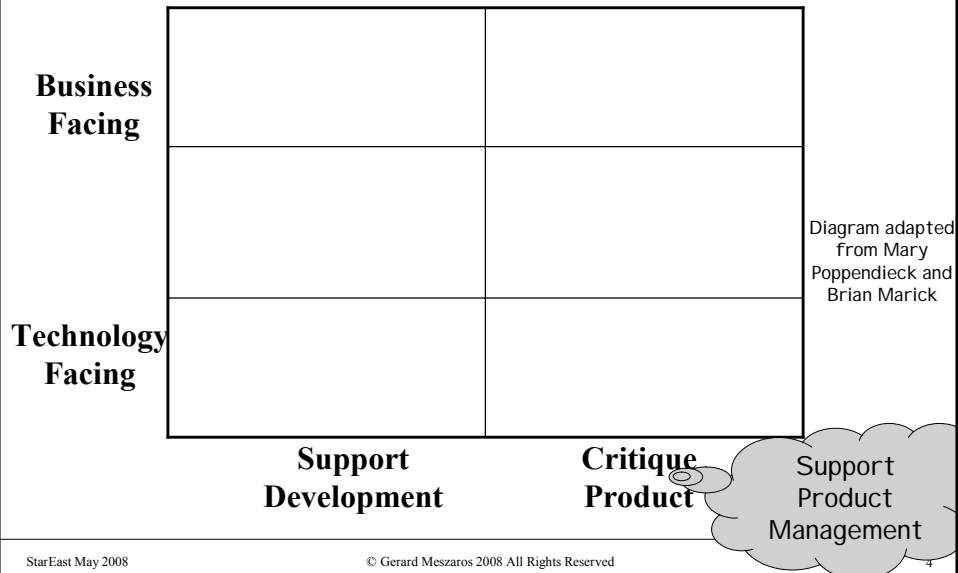 Business
Facing
Diagram adapted
from Mary
Poppendieck and
Brian Marick
Technology
Facing
Support
Development
Critique
Product
Support
Product
Management
StarEast May 2008
© Gerard Meszaros 2008 All Rights Reserved
4